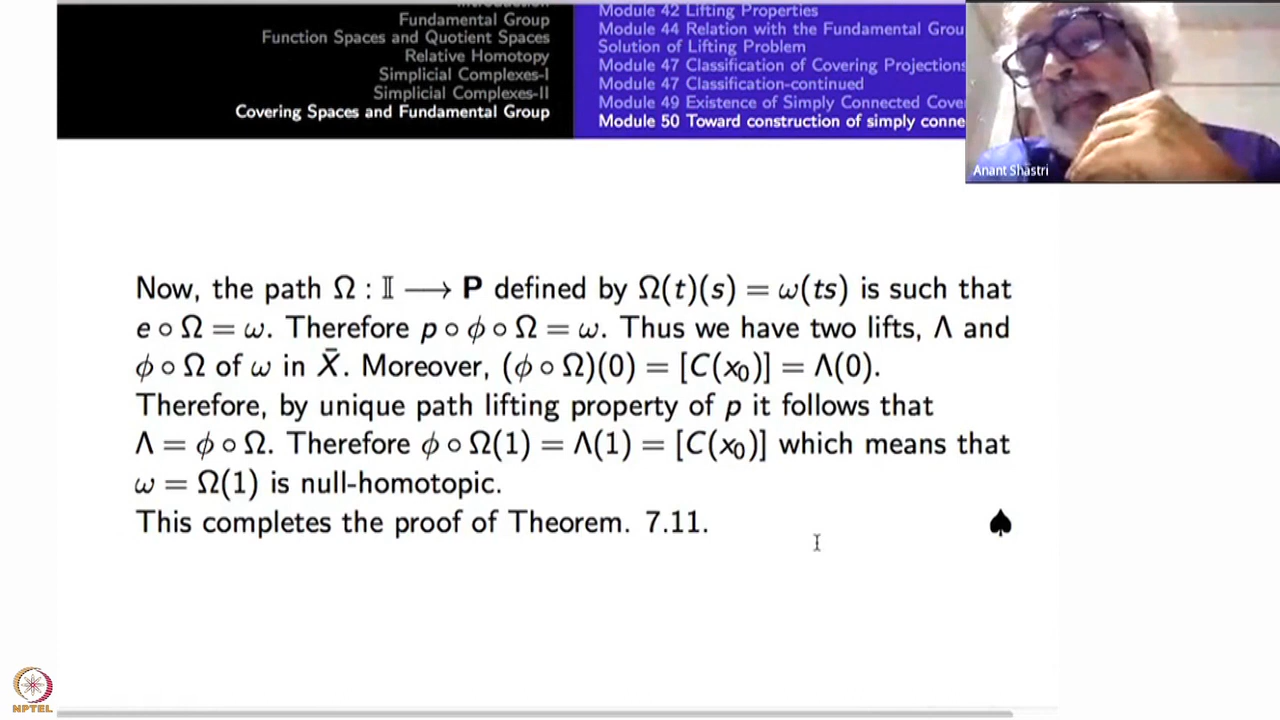 Introduction
Fundamental Group
Function Spaces and Quotient Spaces
Relative Homotopy
Simplicial Complexes-I
Simplicial Complexes-II
Covering Spaces and Fundamental Group
Module 42 Lifting Properties
Module 44 Relation with the Fundamental Grou
Solution of Lifting Problem
Module 47 Classification of Covering Projections
Module 47 Classification-continued
Module 49 Existence of Simply Connected Cove
Module 50 Toward construction of simply conne
Anant Shastri
Now, the path Ω : 𝕀 ⟶ P defined by Ω(t)(s) = ω(ts) is such that
e ∘ Ω = ω. Therefore p ∘ ϕ ∘ Ω = ω. Thus we have two lifts, Λ and
ϕ ∘ Ω of ω in X̄. Moreover, (ϕ ∘ Ω)(0) = [C(x₀)] = Λ(0).
Therefore, by unique path lifting property of p it follows that
Λ = ϕ ∘ Ω. Therefore ϕ ∘ Ω(1) = Λ(1) = [C(x₀)] which means that
ω = Ω(1) is null-homotopic.
This completes the proof of Theorem. 7.11. ♠
NPTEL